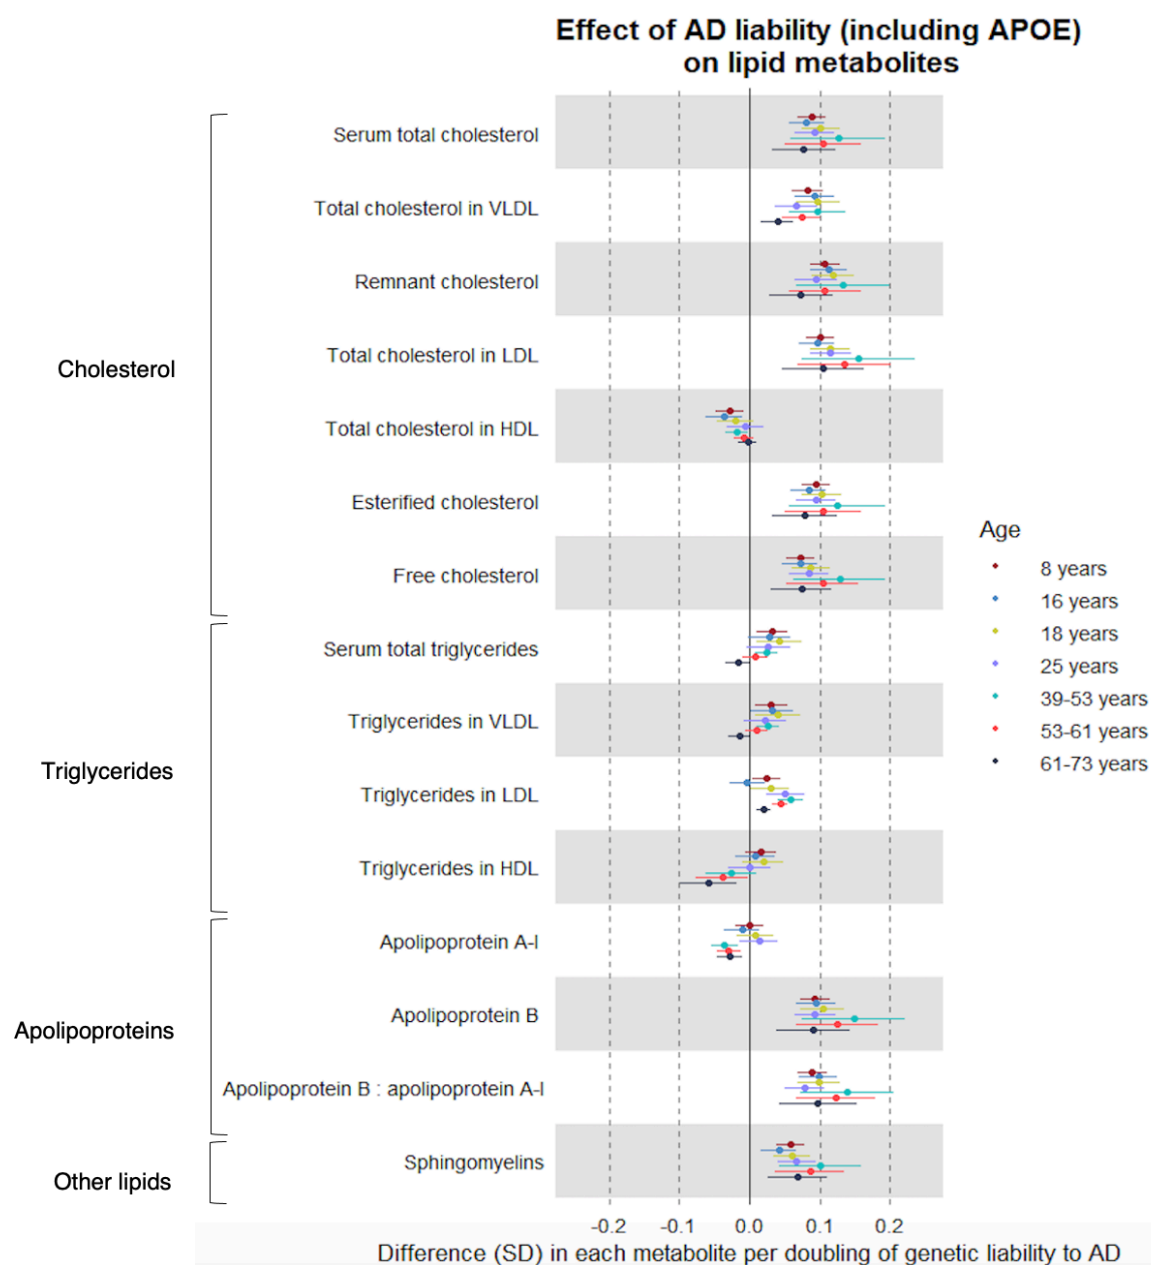 Effect of AD liability (including APOE)
on lipid metabolites
Cholesterol
Serum total cholesterol
Total cholesterol in VLDL
Remnant cholesterol
Total cholesterol in LDL
Total cholesterol in HDL
Esterified cholesterol
Free cholesterol
Triglycerides
Serum total triglycerides
Triglycerides in VLDL
Triglycerides in LDL
Triglycerides in HDL
Apolipoproteins
Apolipoprotein A-I
Apolipoprotein B
Apolipoprotein B : apolipoprotein A-I
Other lipids
Sphingomyelins
Age
8 years
16 years
18 years
25 years
39-53 years
53-61 years
61-73 years
-0.2 -0.1 0.0 0.1 0.2
Difference (SD) in each metabolite per doubling of genetic liability to AD